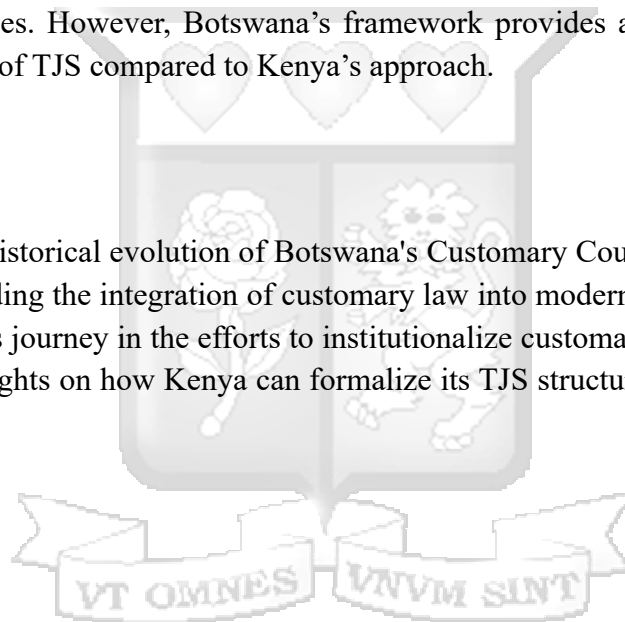 es. However, Botswana’s framework provides a
of TJS compared to Kenya’s approach.
istorical evolution of Botswana's Customary Cou
ding the integration of customary law into modern
s journey in the efforts to institutionalize customa
ghts on how Kenya can formalize its TJS structu
VT OMNES VNVM SINT